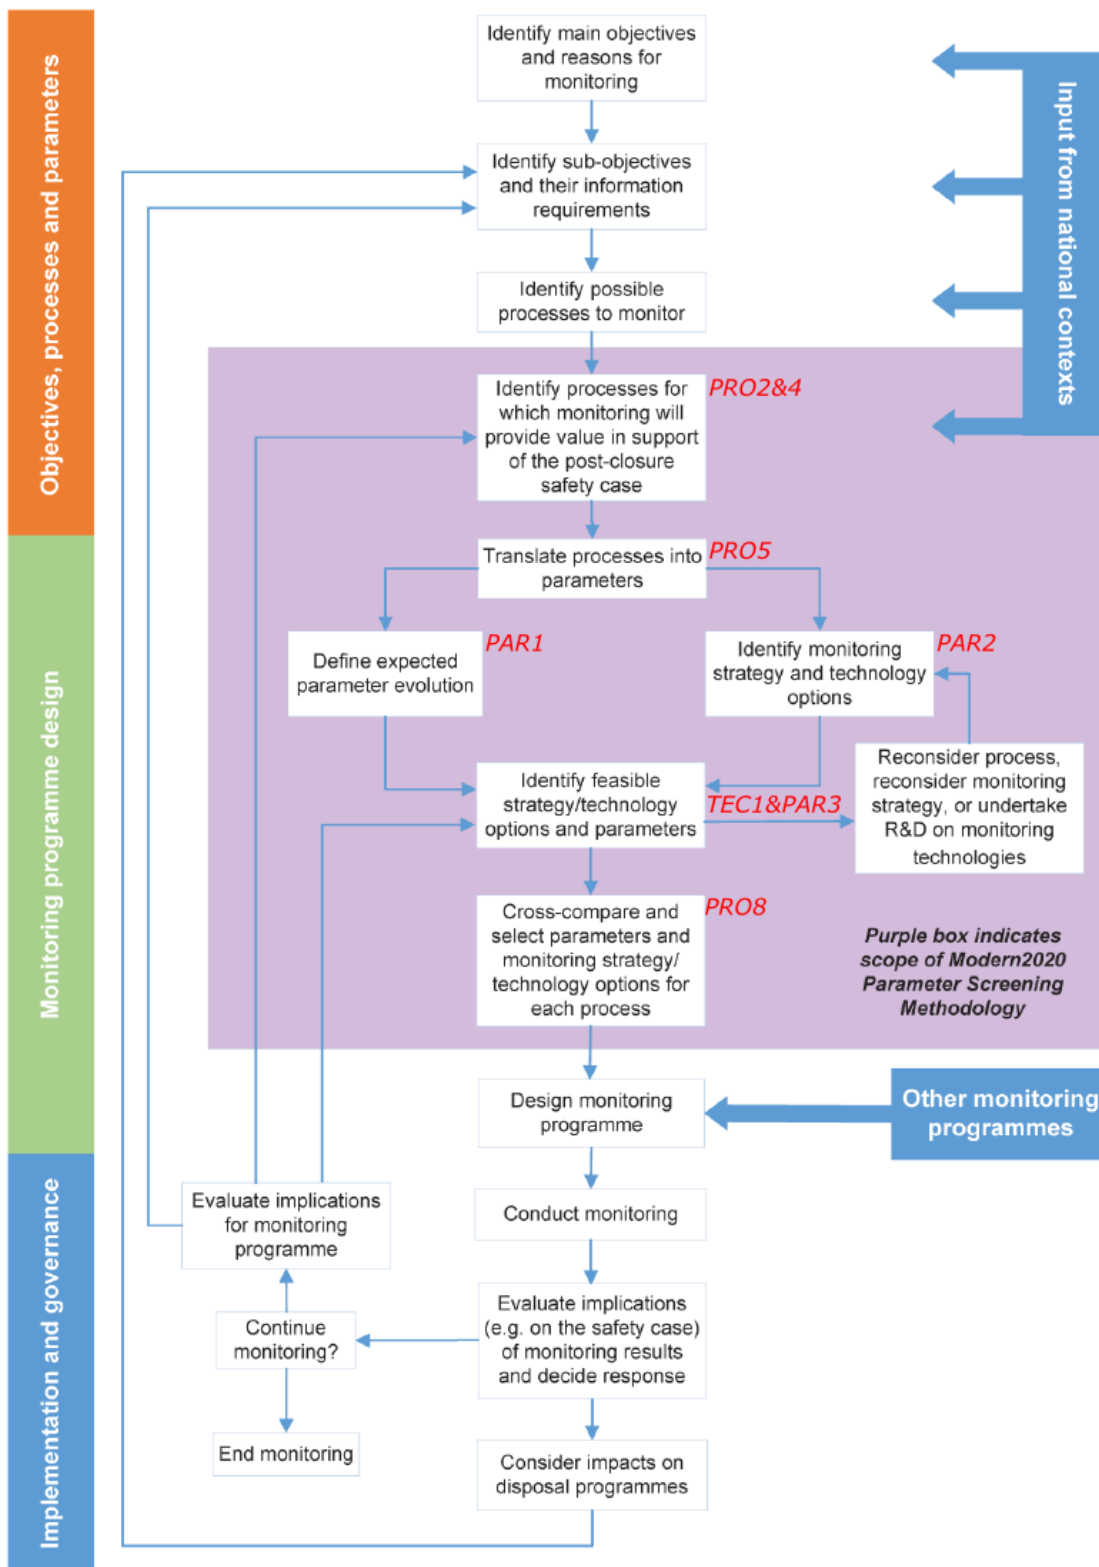 Objectives, processes and parameters
Monitoring programme design
Implementation and governance
Identify main objectives
and reasons for
monitoring
Input from national
contexts
Identify sub-objectives
and their information
requirements
Identify possible
processes to monitor
Identify processes for
which monitoring will
provide value in support
of the post-closure
safety case
PRO2&4
Translate processes into
parameters
PRO5
Define expected
parameter evolution
PAR1
Identify monitoring
strategy and technology
options
PAR2
Identify feasible
strategy/technology
options and parameters
TEC1&PAR3
Reconsider process,
reconsider monitoring
strategy, or undertake
R&D on monitoring
technologies
Cross-compare and
select parameters and
monitoring strategy/
technology options for
each process
PRO8
Purple box indicates
scope of Modern2020
Parameter Screening
Methodology
Design monitoring
programme
Other monitoring
programmes
Conduct monitoring
Evaluate implications
for monitoring
programme
Evaluate implications
(e.g. on the safety case)
of monitoring results
and decide response
Continue
monitoring?
End monitoring
Consider impacts on
disposal programmes